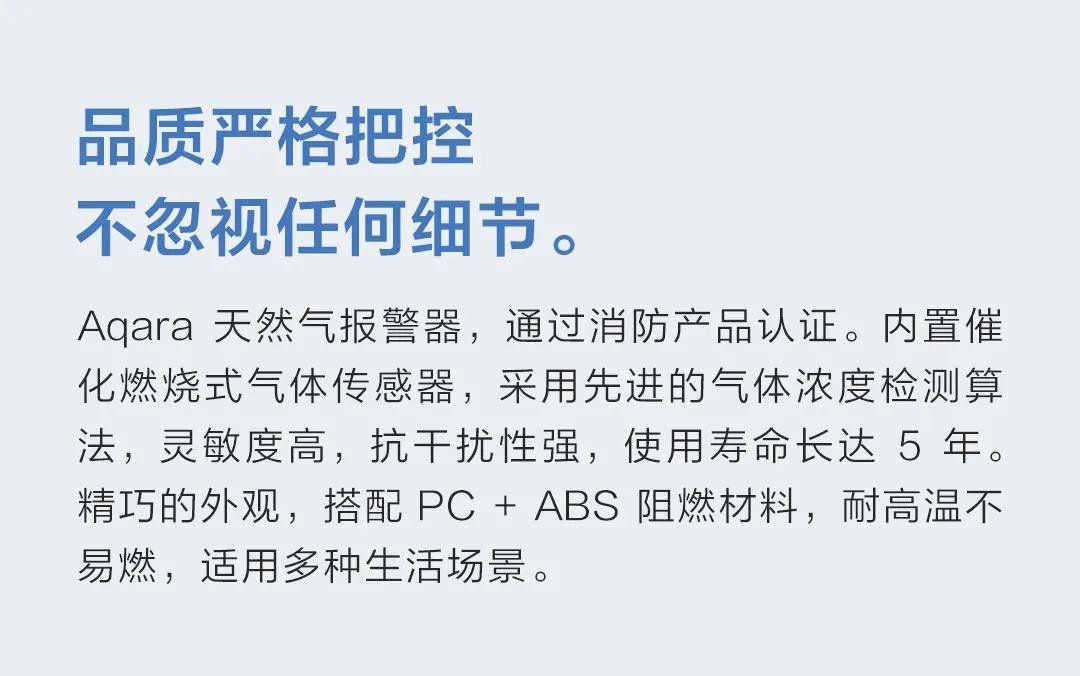 品质严格把控
不忽视任何细节。
Aqara 天然气报警器，通过消防产品认证。内置催
化燃烧式气体传感器，采用先进的气体浓度检测算
法，灵敏度高，抗干扰性强，使用寿命长达 5 年。
精巧的外观，搭配 PC + ABS 阻燃材料，耐高温不
易燃，适用多种生活场景。